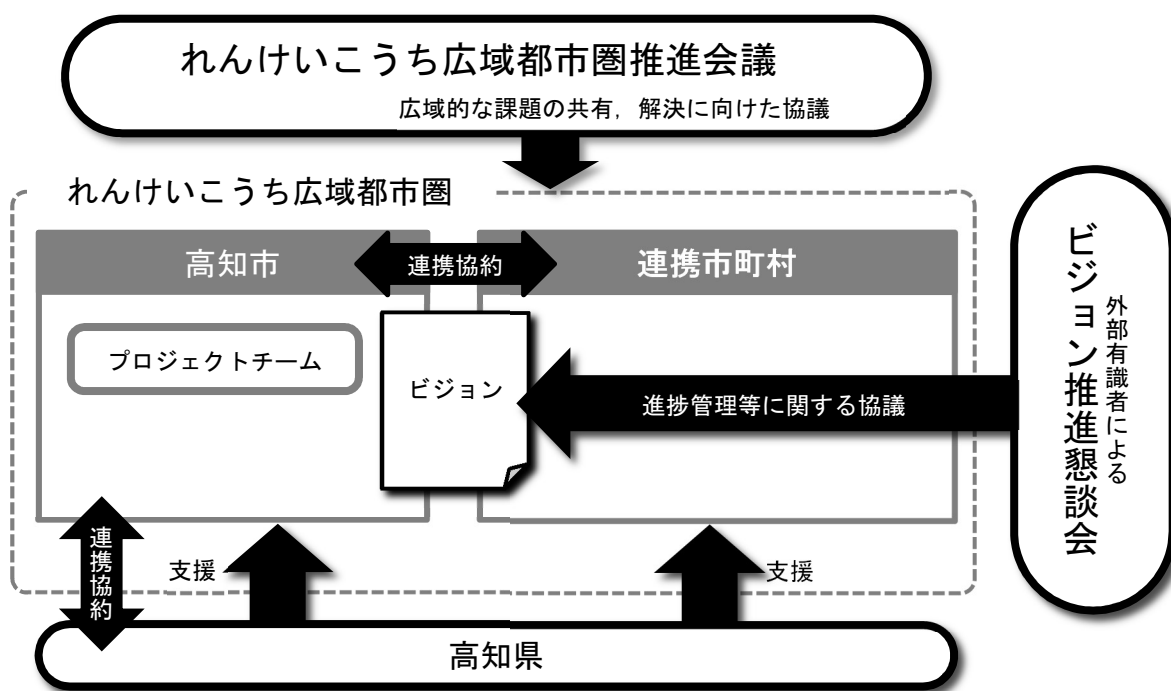 れんけいこうち広域都市圏推進会議
広域的な課題の共有，解決に向けた協議
れんけいこうち広域都市圏
高知市
連携協約
連携市町村
プロジェクトチーム
ビジョン
進捗管理等に関する協議
外部有識者による
ビジョン推進懇談会
連携協約
支援
支援
高知県